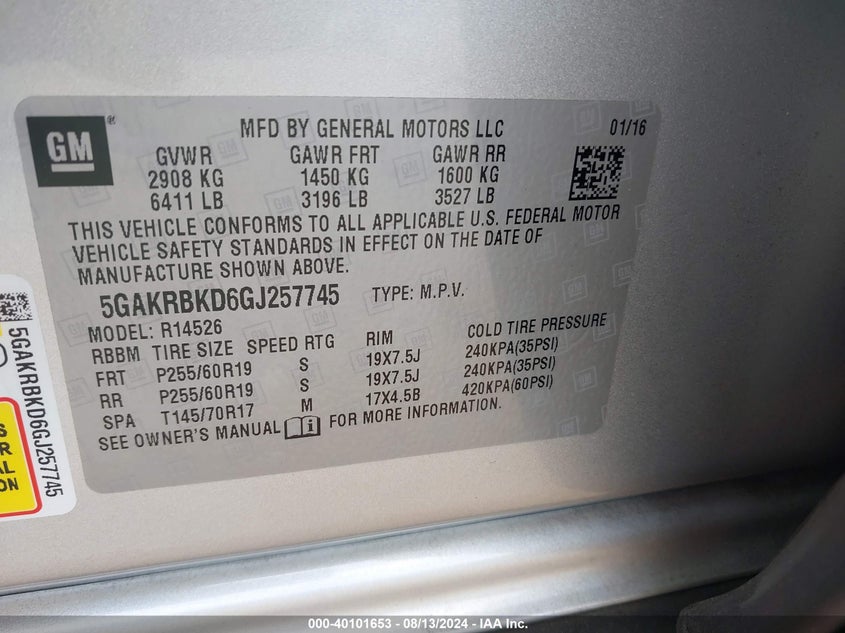 GM ®
MFD BY GENERAL MOTORS LLC 01/16
GVWR GAWR FRT GAWR RR
2908 KG 1450 KG 1600 KG
6411 LB 3196 LB 3527 LB
THIS VEHICLE CONFORMS TO ALL APPLICABLE U.S. FEDERAL MOTOR
VEHICLE SAFETY STANDARDS IN EFFECT ON THE DATE OF
MANUFACTURE SHOWN ABOVE.
5GAKRBKD6GJ257745 TYPE: M.P.V.
MODEL: R14526
RBBM TIRE SIZE SPEED RTG RIM COLD TIRE PRESSURE
FRT P255/60R19 S 19X7.5J 240KPA(35PSI)
RR P255/60R19 S 19X7.5J 240KPA(35PSI)
SPA T145/70R17 M 17X4.5B 420KPA(60PSI)
SEE OWNER'S MANUAL i FOR MORE INFORMATION.
5GAKRBKD6GJ257745
000-40101653 - 08/13/2024 - IAA Inc.